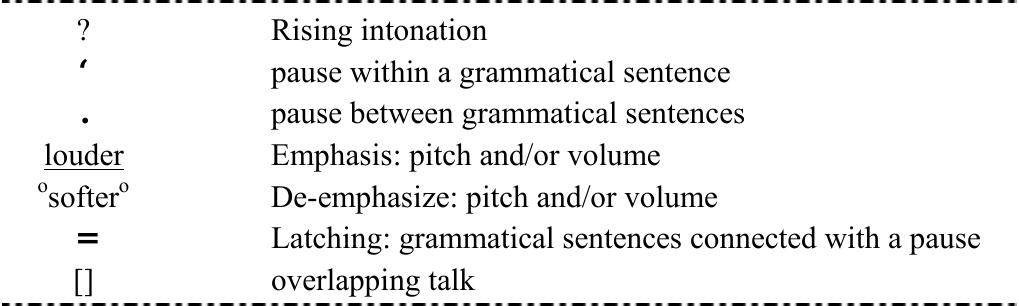 ? Rising intonation
‘ pause within a grammatical sentence
. pause between grammatical sentences
louder Emphasis: pitch and/or volume
ºsofterº De-emphasize: pitch and/or volume
= Latching: grammatical sentences connected with a pause
[] overlapping talk